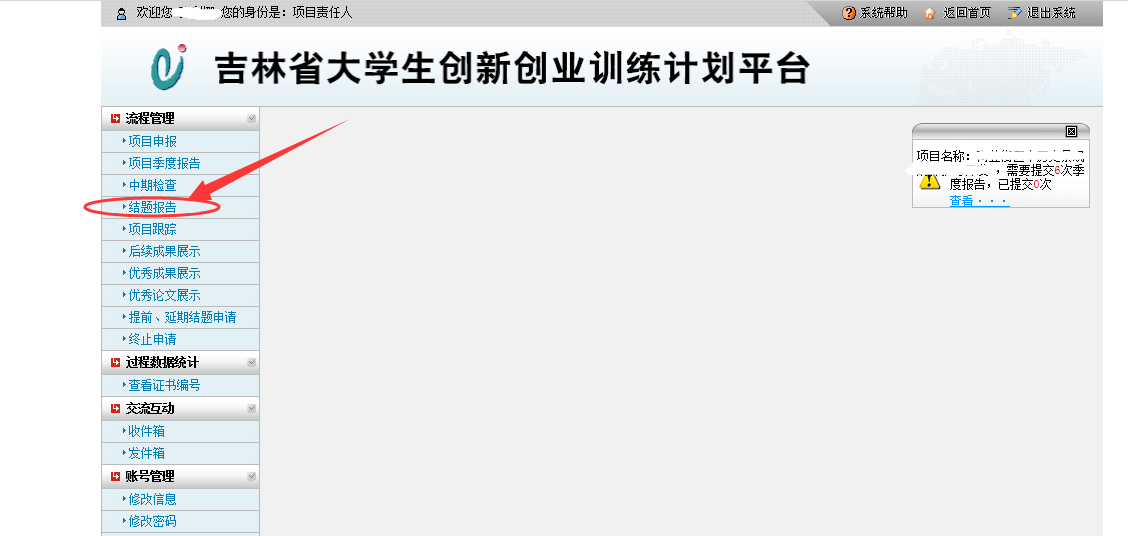 欢迎您 您的身份是：项目责任人
系统帮助 返回首页 退出系统
吉林省大学生创新创业训练计划平台
流程管理
项目申报
项目季度报告
中期检查
结题报告
项目跟踪
后续成果展示
优秀成果展示
优秀论文展示
提前、延期结题申请
终止申请
过程数据统计
查看证书编号
交流互动
收件箱
发件箱
账号管理
修改信息
修改密码
项目名称：
，需要提交6次季
度报告，已提交0次
查看···